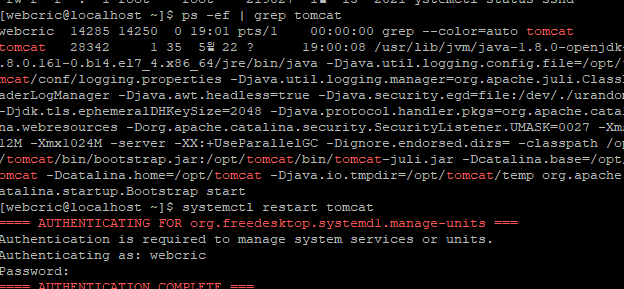 [webcric@localhost ~]$ ps -ef | grep tomcat
webcric 14285 14250 0 19:01 pts/1 00:00:00 grep --color=auto tomcat
tomcat 28342 1 35 22 ? 19:00:08 /usr/lib/jvm/java-1.8.0-openjdk-
.8.0.161-0.b14.el7_4.x86_64/jre/bin/java -Djava.util.logging.config.file=/opt/
mcat/conf/logging.properties -Djava.util.logging.manager=org.apache.juli.Class
aderLogManager -Djava.awt.headless=true -Djava.security.egd=file:/dev/./urandom
-Djdk.tls.ephemeralDHKeySize=2048 -Djava.protocol.handler.pkgs=org.apache.cata
na.webresources -Dorg.apache.catalina.security.SecurityListener.UMASK=0027 -Xm
12M -Xmx1024M -server -XX:+UseParallelGC -Dignore.endorsed.dirs= -classpath /op
/tomcat/bin/bootstrap.jar:/opt/tomcat/bin/tomcat-juli.jar -Dcatalina.base=/opt/
tomcat -Dcatalina.home=/opt/tomcat -Djava.io.tmpdir=/opt/tomcat/temp org.apache
atalina.startup.Bootstrap start
[webcric@localhost ~]$ systemctl restart tomcat
==== AUTHENTICATING FOR org.freedesktop.systemd1.manage-units ===
Authentication is required to manage system services or units.
Authenticating as: webcric
Password:
==== AUTHENTICATION COMPLETE ===